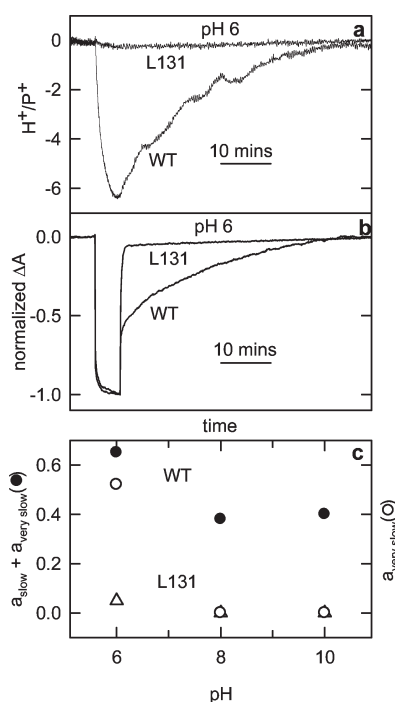 pH 6
a
0
L131
-2
H⁺/P⁺
-4
WT
10 mins
-6
pH 6
b
0.0
L131
normalized ΔA
-0.5
WT
10 mins
-1.0
time
c
0.6
WT
a_slow + a_very slow (●)
0.4
a_very slow (○)
0.2
L131
0.0
6 8 10
pH